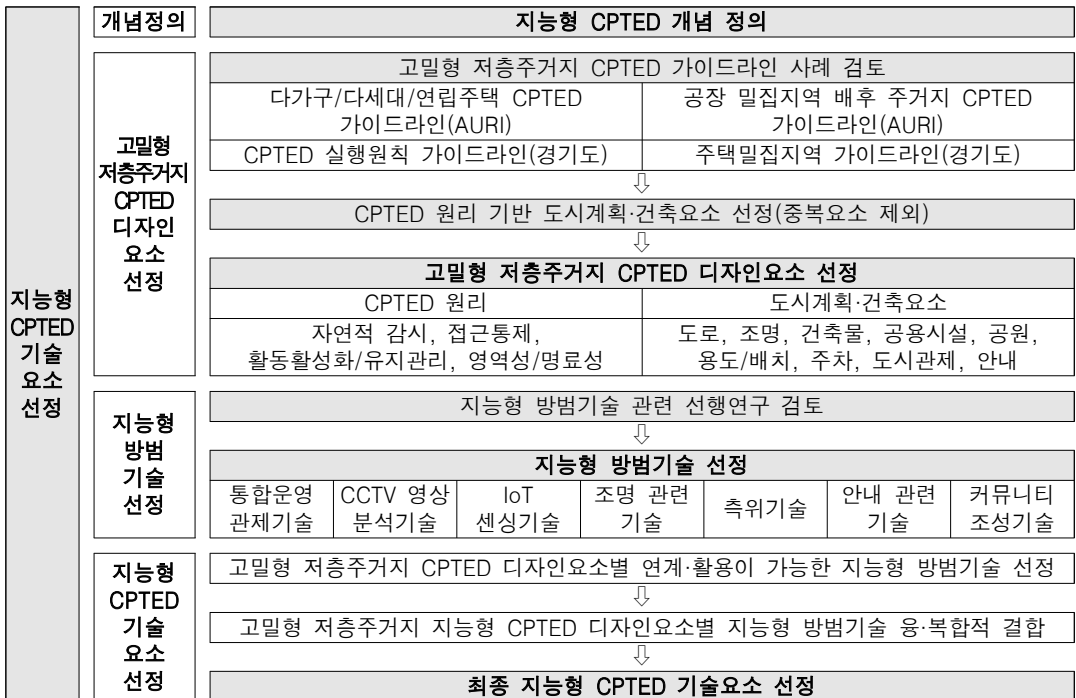 지능형
CPTED
기술
요소
선정
개념정의
지능형 CPTED 개념 정의
고밀형
저층주거지
CPTED
디자인
요소
선정
고밀형 저층주거지 CPTED 가이드라인 사례 검토
다가구/다세대/연립주택 CPTED
가이드라인(AURI)
공장 밀집지역 배후 주거지 CPTED
가이드라인(AURI)
CPTED 실행원칙 가이드라인(경기도)
주택밀집지역 가이드라인(경기도)
⇩
CPTED 원리 기반 도시계획·건축요소 선정(중복요소 제외)
⇩
고밀형 저층주거지 CPTED 디자인요소 선정
CPTED 원리
도시계획·건축요소
자연적 감시, 접근통제,
활동활성화/유지관리, 영역성/명료성
도로, 조명, 건축물, 공용시설, 공원,
용도/배치, 주차, 도시관제, 안내
지능형
방범
기술
선정
지능형 방범기술 관련 선행연구 검토
⇩
지능형 방범기술 선정
통합운영
관제기술
CCTV 영상
분석기술
IoT
센싱기술
조명 관련
기술
측위기술
안내 관련
기술
커뮤니티
조성기술
지능형
CPTED
기술
요소
선정
고밀형 저층주거지 CPTED 디자인요소별 연계·활용이 가능한 지능형 방범기술 선정
⇩
고밀형 저층주거지 지능형 CPTED 디자인요소별 지능형 방범기술 융·복합적 결합
⇩
최종 지능형 CPTED 기술요소 선정